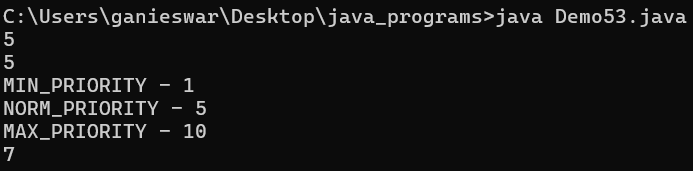 C:\Users\ganieswar\Desktop\java_programs>java Demo53.java
5
5
MIN_PRIORITY - 1
NORM_PRIORITY - 5
MAX_PRIORITY - 10
7